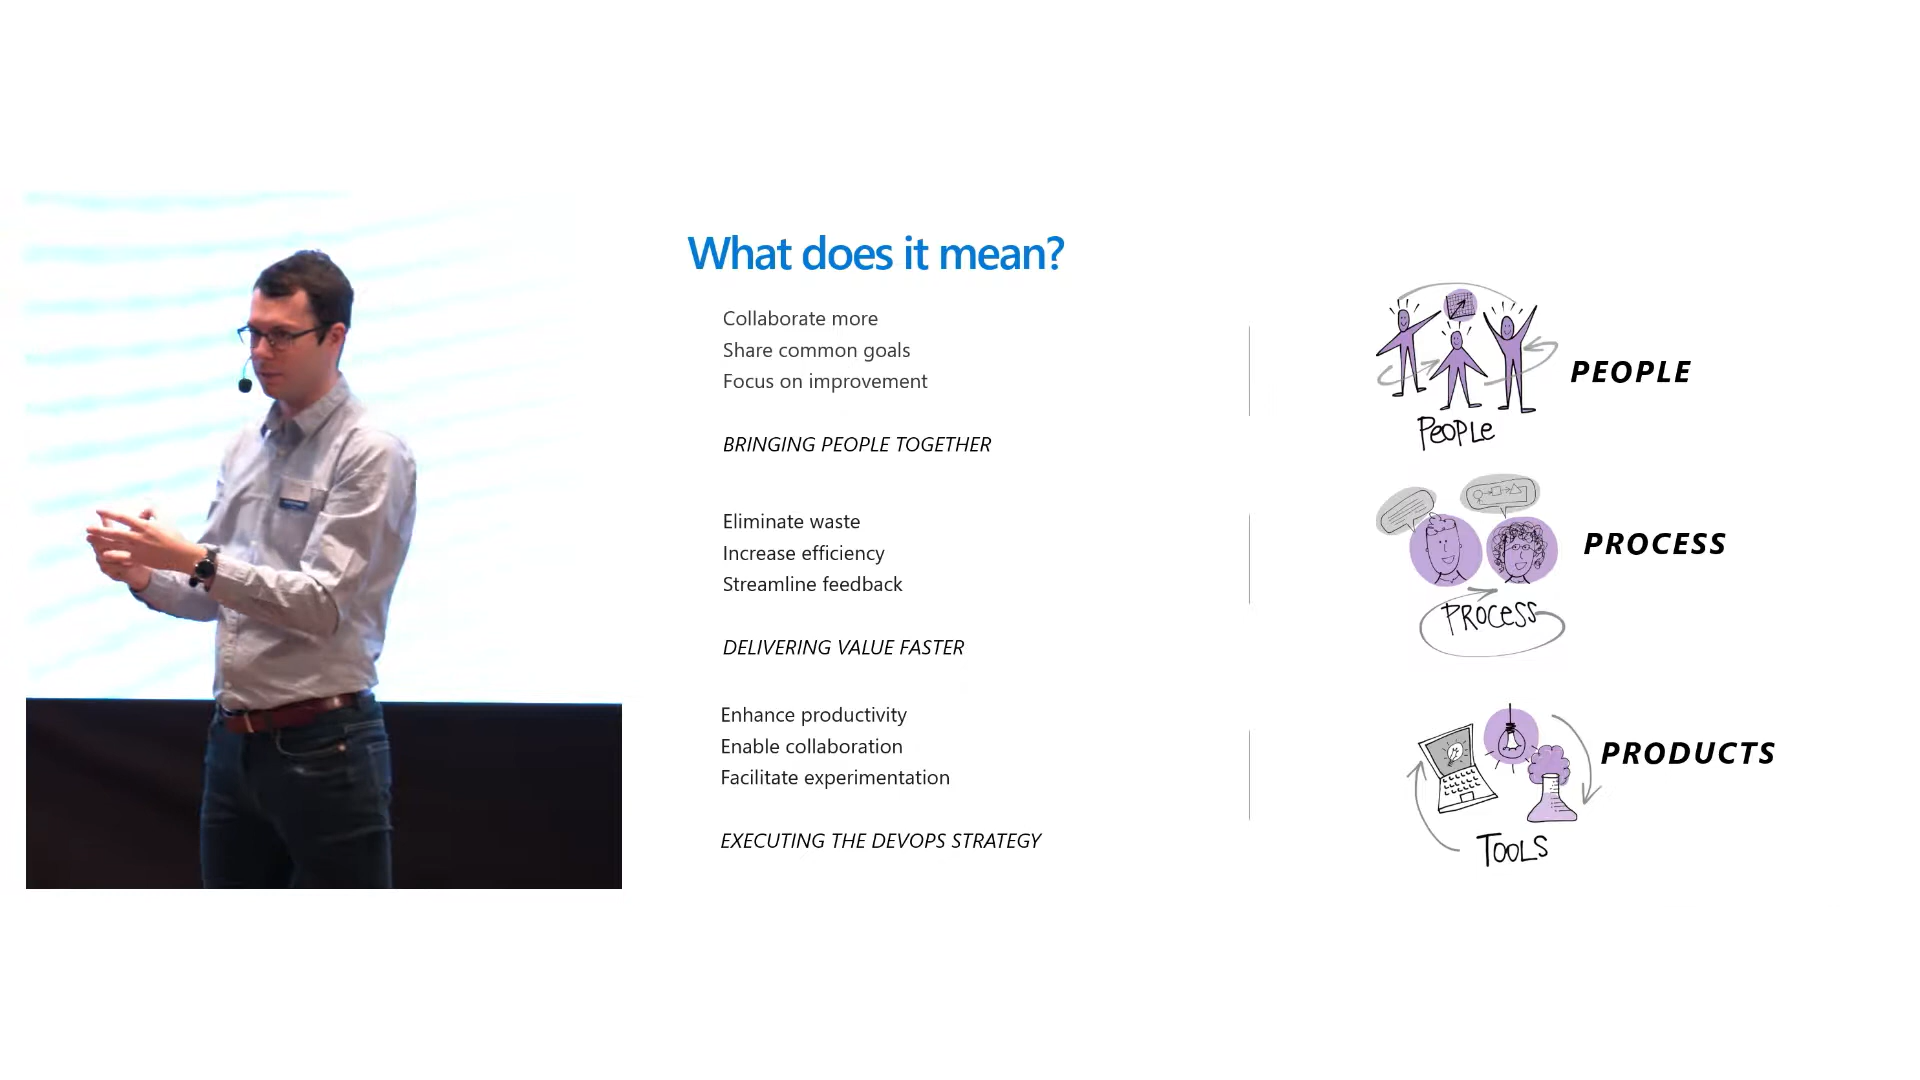 What does it mean?
Collaborate more
Share common goals
Focus on improvement
BRINGING PEOPLE TOGETHER
PEOPLE
PEOPLE
Eliminate waste
Increase efficiency
Streamline feedback
DELIVERING VALUE FASTER
PROCESS
PROCESS
Enhance productivity
Enable collaboration
Facilitate experimentation
EXECUTING THE DEVOPS STRATEGY
PRODUCTS
TOOLS